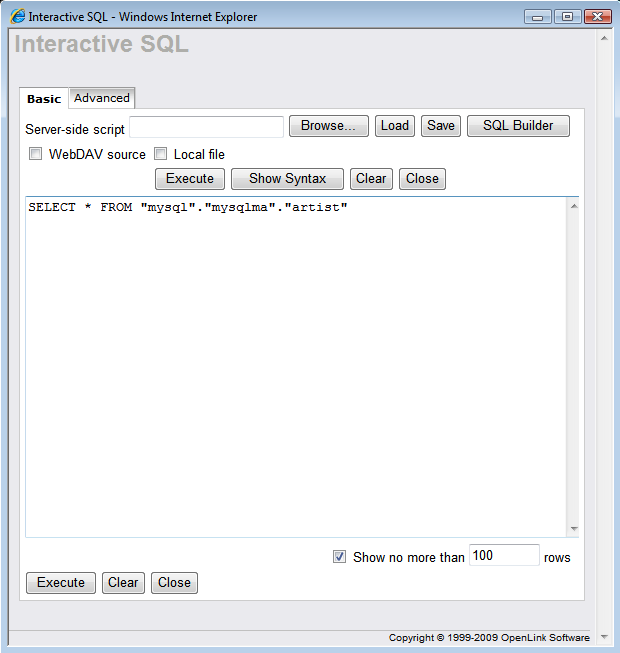 Interactive SQL - Windows Internet Explorer
Interactive SQL
Basic Advanced
Server-side script Browse... Load Save SQL Builder
WebDAV source Local file
Execute Show Syntax Clear Close
SELECT * FROM "mysql"."mysqlma"."artist"
Show no more than 100 rows
Execute Clear Close
Copyright © 1999-2009 OpenLink Software